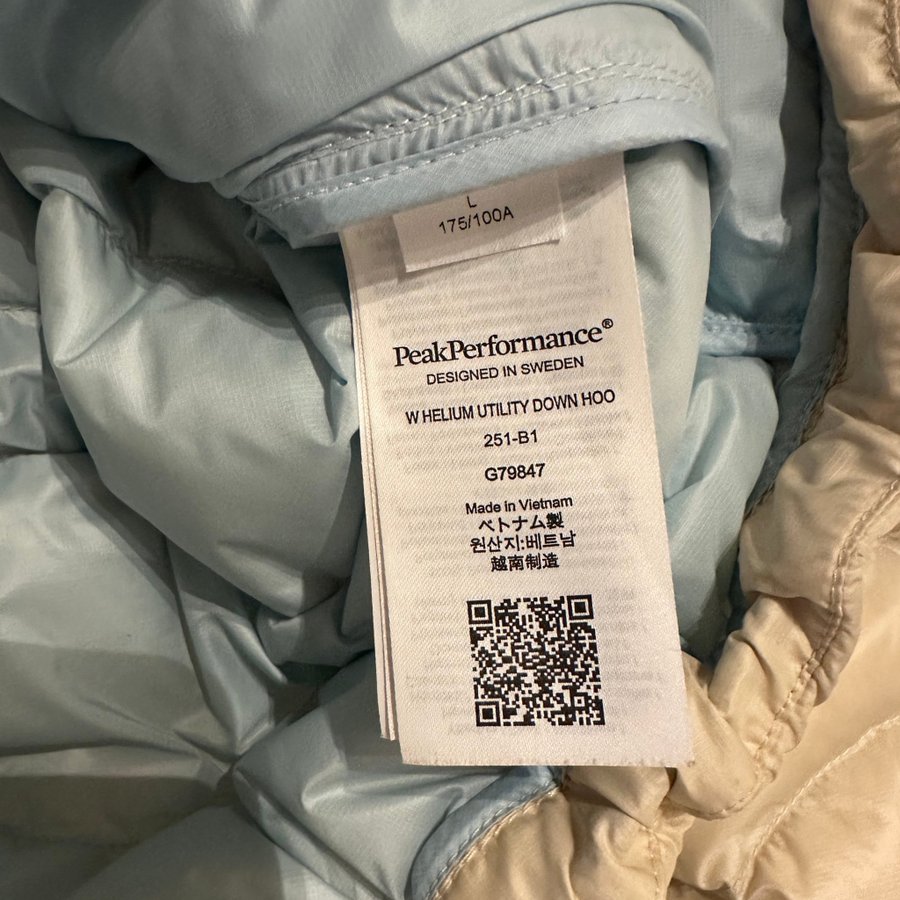 L
175/100A
PeakPerformance®
DESIGNED IN SWEDEN
W HELIUM UTILITY DOWN HOO
251-B1
G79847
Made in Vietnam
ベトナム製
원산지:베트남
越南制造